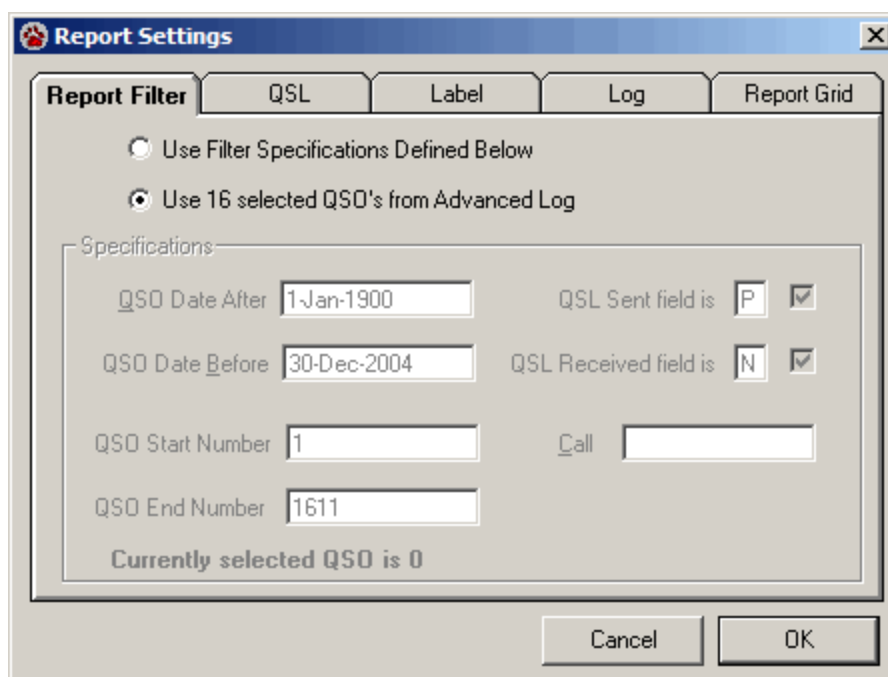 Report Settings
Report Filter QSL Label Log Report Grid
Use Filter Specifications Defined Below
Use 16 selected QSO's from Advanced Log
Specifications
QSO Date After 1-Jan-1900 QSL Sent field is P
QSO Date Before 30-Dec-2004 QSL Received field is N
QSO Start Number 1 Call
QSO End Number 1611
Currently selected QSO is 0
Cancel OK